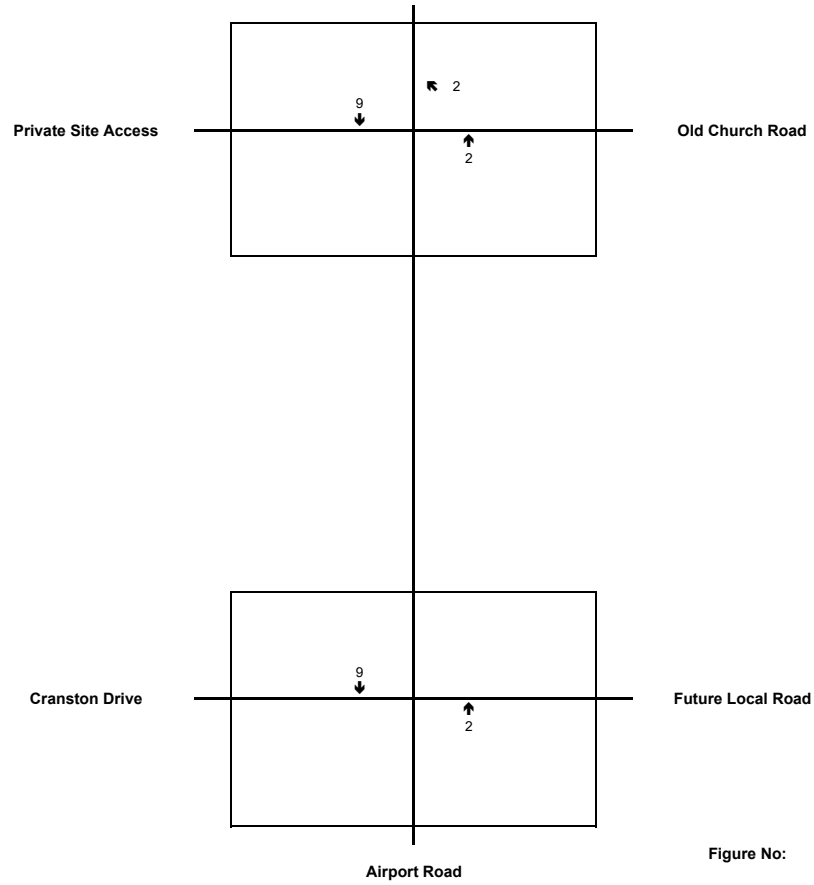 2
9
Private Site Access
Old Church Road
2
9
Cranston Drive
Future Local Road
2
Figure No:
Airport Road